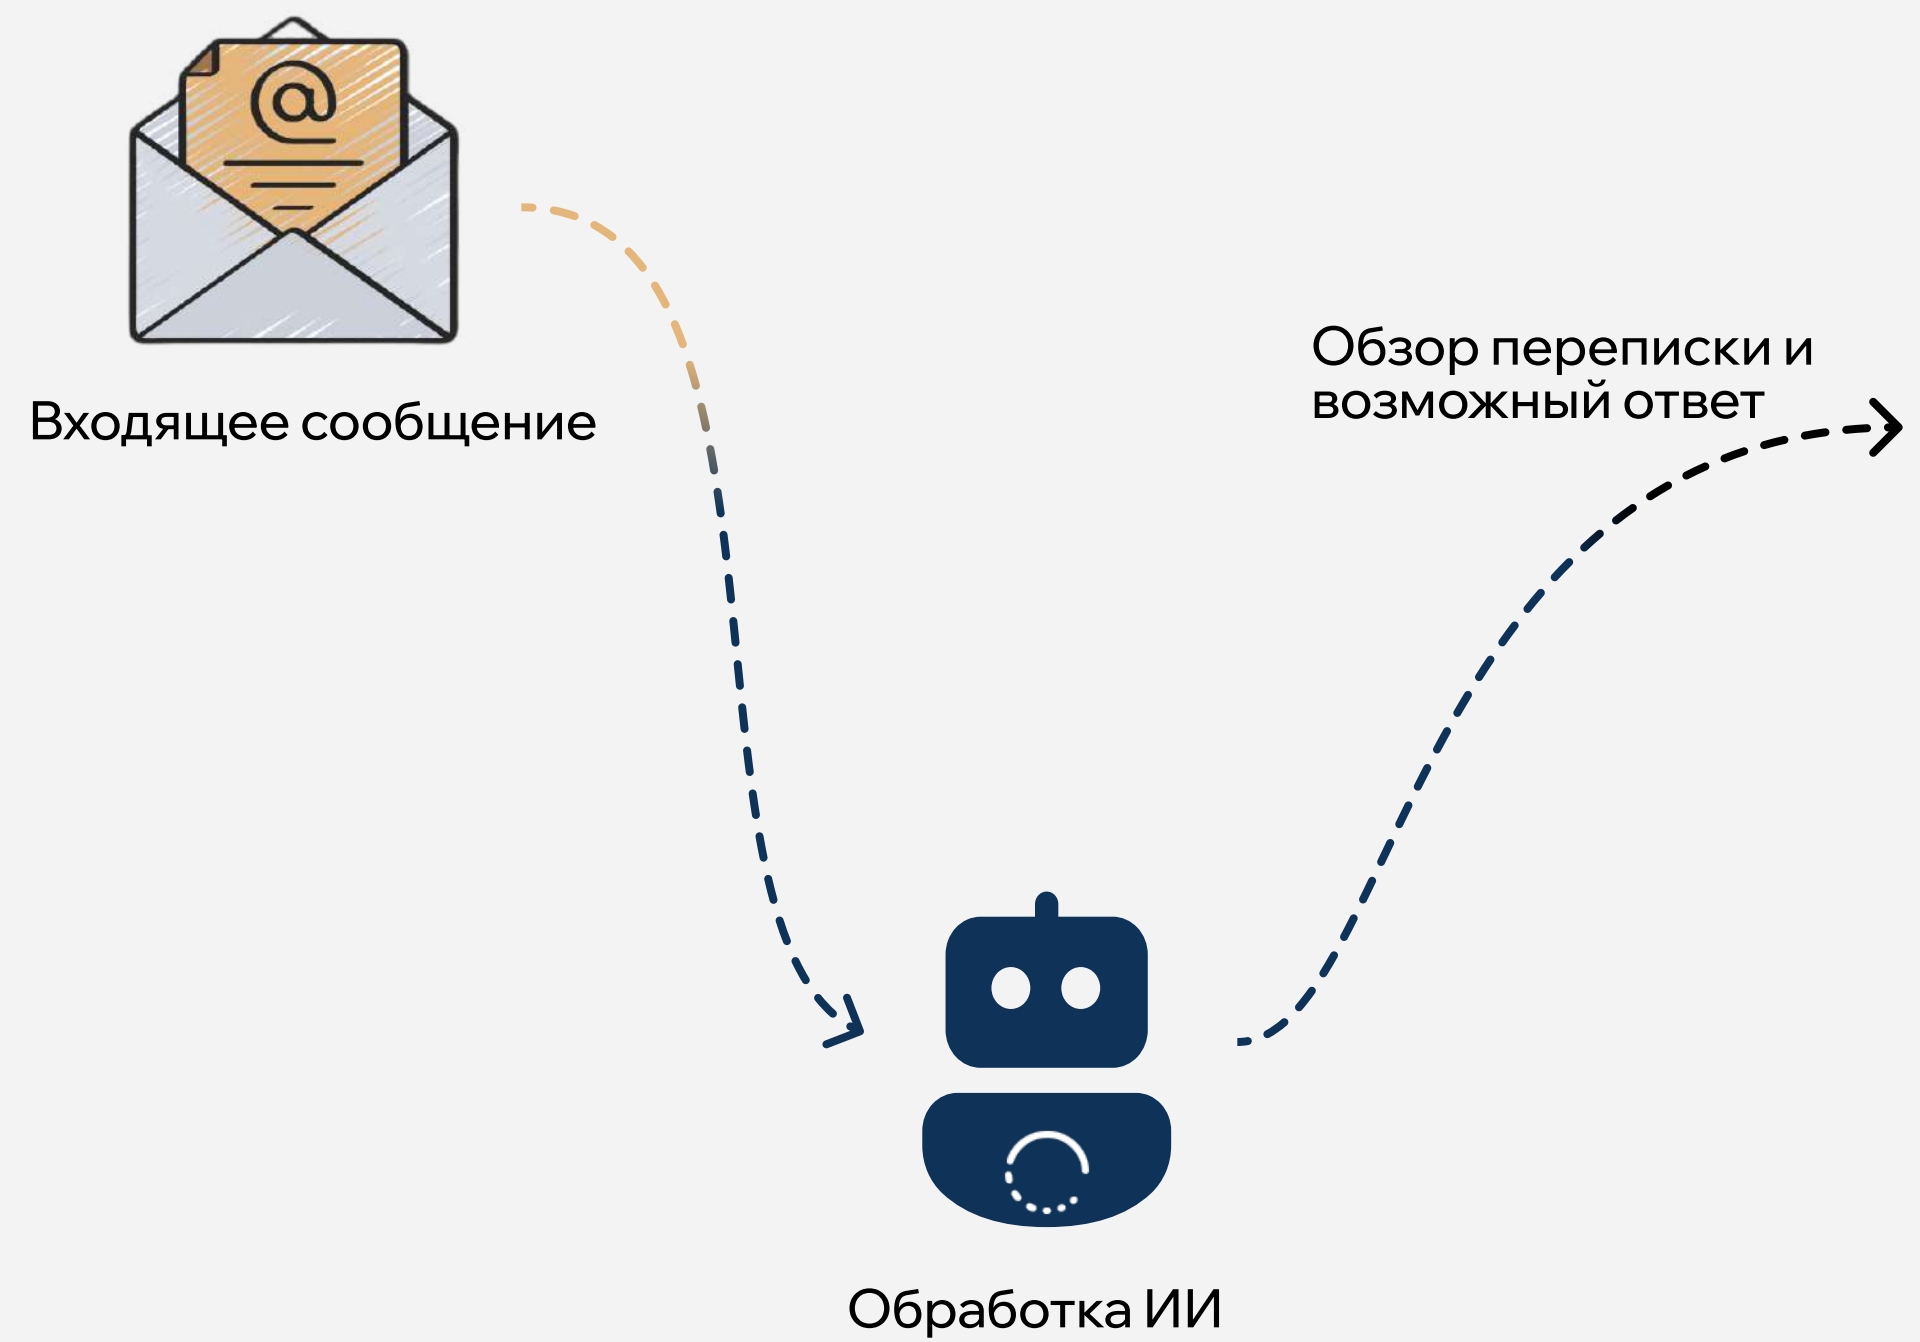 Входящее сообщение
Обзор переписки и
возможный ответ
Обработка ИИ